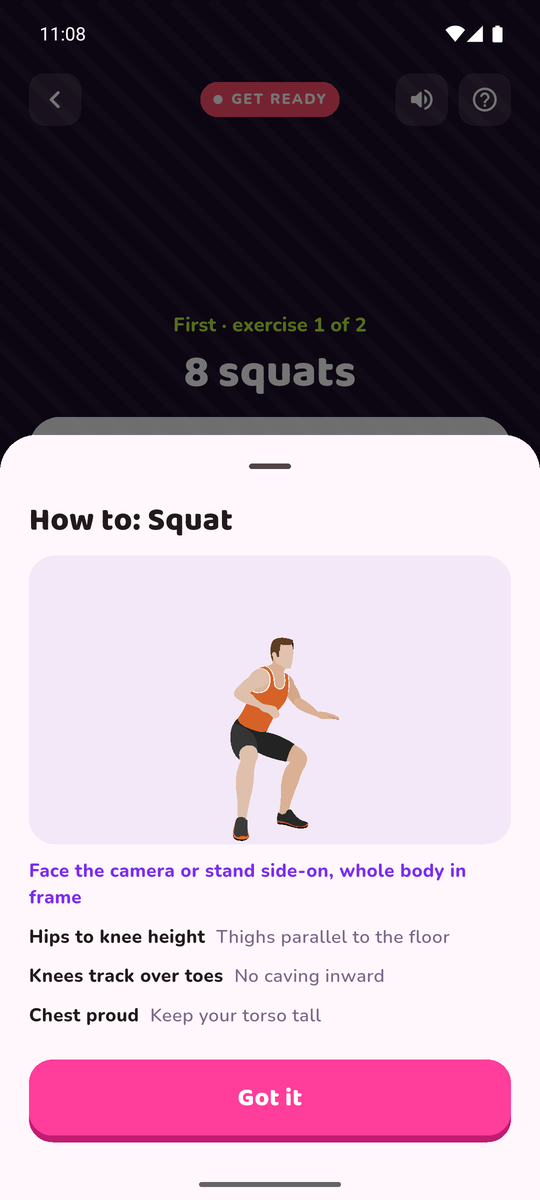 11:08
GET READY
First · exercise 1 of 2
8 squats
How to: Squat
Face the camera or stand side-on, whole body in
frame
Hips to knee height Thighs parallel to the floor
Knees track over toes No caving inward
Chest proud Keep your torso tall
Got it